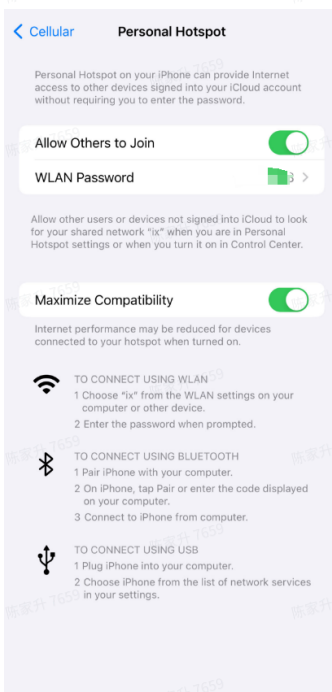 Cellular
Personal Hotspot
Personal Hotspot on your iPhone can provide Internet
access to other devices signed into your iCloud account
without requiring you to enter the password.
Allow Others to Join
WLAN Password
Allow other users or devices not signed into iCloud to look
for your shared network “ix” when you are in Personal
Hotspot settings or when you turn it on in Control Center.
Maximize Compatibility
Internet performance may be reduced for devices
connected to your hotspot when turned on.
TO CONNECT USING WLAN
1 Choose “ix” from the WLAN settings on your
computer or other device.
2 Enter the password when prompted.
TO CONNECT USING BLUETOOTH
1 Pair iPhone with your computer.
2 On iPhone, tap Pair or enter the code displayed
on your computer.
3 Connect to iPhone from computer.
TO CONNECT USING USB
1 Plug iPhone into your computer.
2 Choose iPhone from the list of network services
in your settings.
陈家升 7659